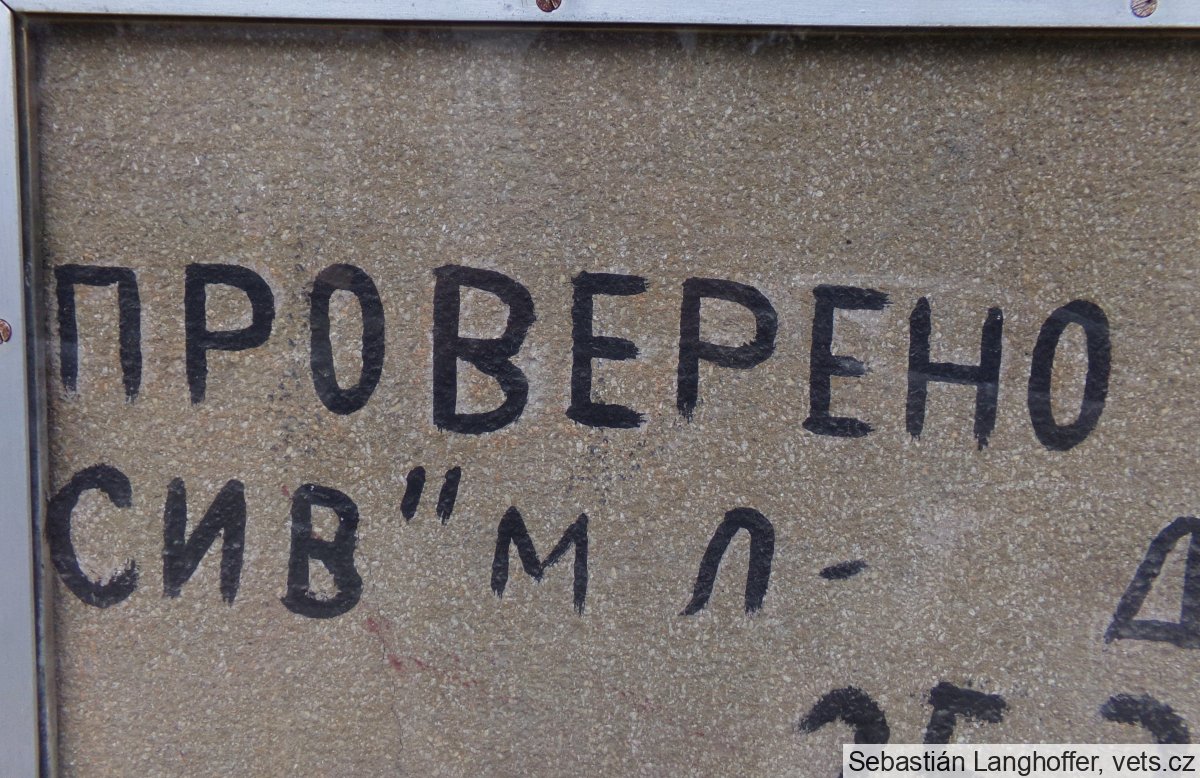 ПРОВЕРЕНО
СИВ "М Л - Д
Sebastián Langhoffer, vets.cz